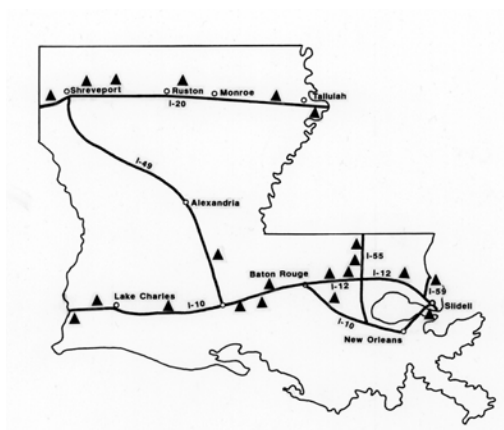 Shreveport
Ruston
Monroe
Tallulah
I-20
I-49
Alexandria
I-55
Baton Rouge
I-12
I-12
Lake Charles
I-10
I-59
Slidell
I-10
New Orleans